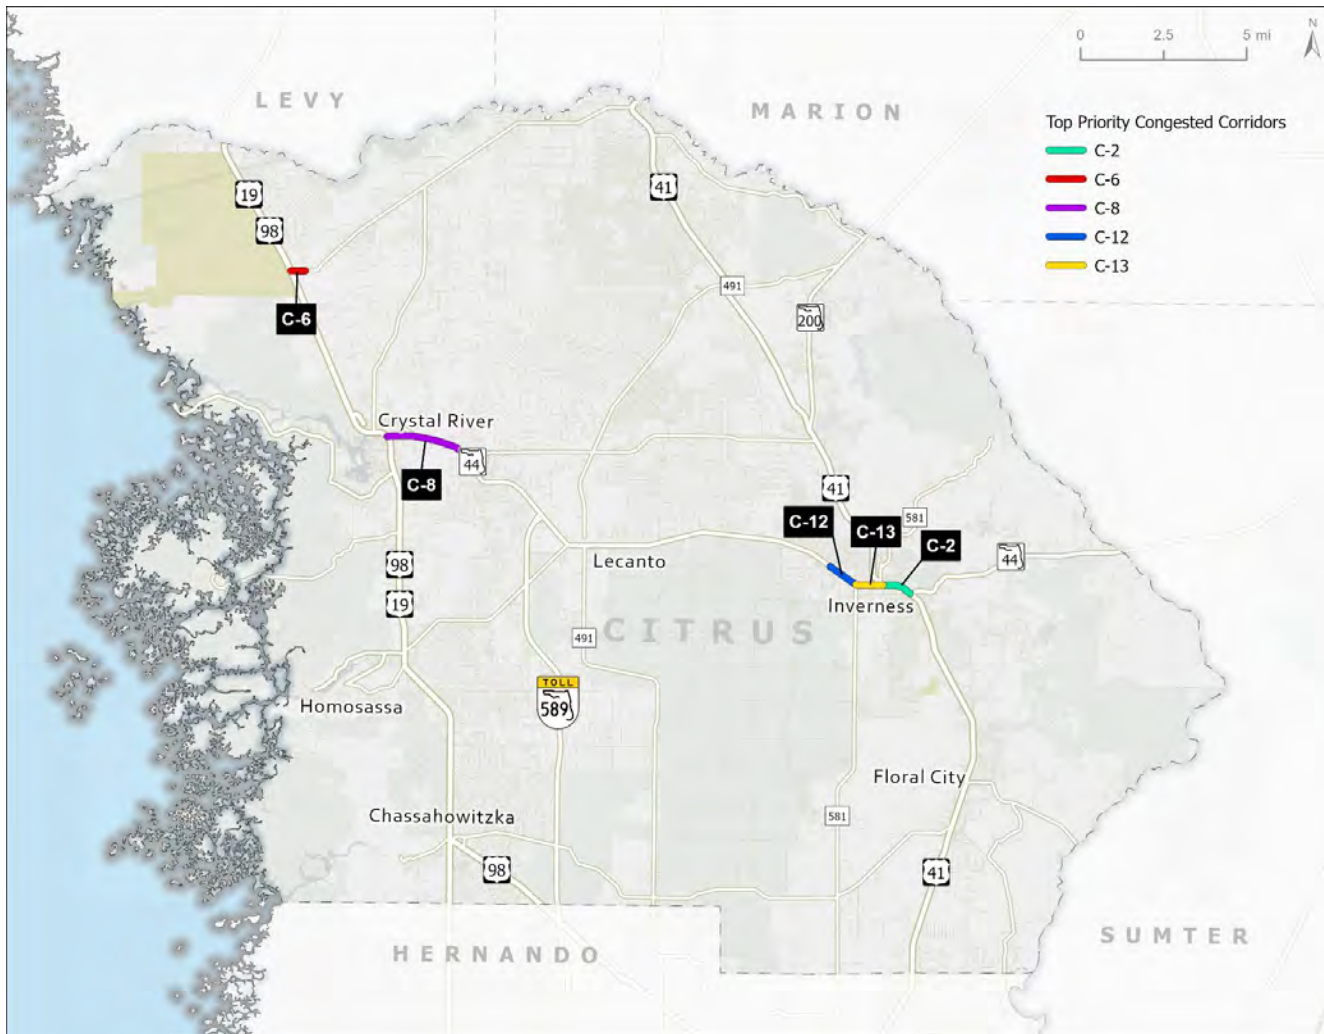 0 2.5 5 mi
N
LEVY
MARION
Top Priority Congested Corridors
C-2
C-6
C-8
C-12
C-13
19
98
41
491
200
C-6
Crystal River
44
C-8
41
C-12
C-13
581
C-2
44
98
Lecanto
19
Inverness
CITRUS
491
TOLL
589
Homosassa
Floral City
Chassahowitzka
581
98
41
HERNANDO
SUMTER